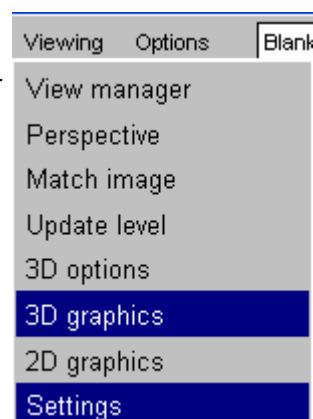 Viewing Options Blank
View manager
Perspective
Match image
Update level
3D options
3D graphics
2D graphics
Settings